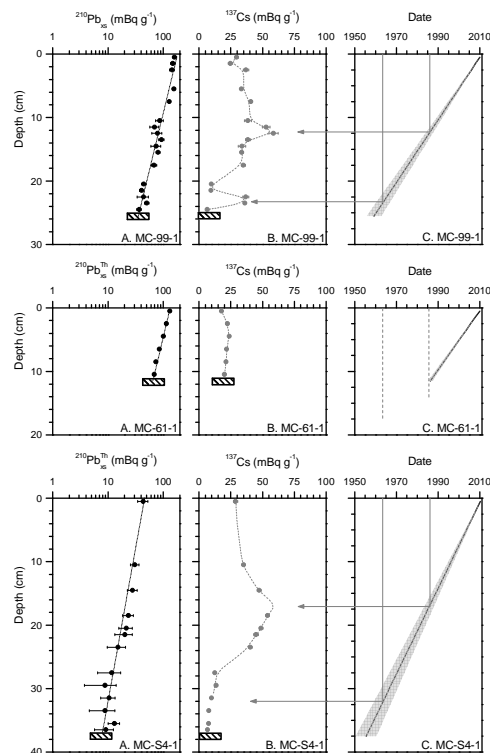 210Pbxs (mBq g-1)
137Cs (mBq g-1)
Date
1 10 100
0 25 50 75 100
1950 1960 1970 1980 1990 2000 2010
0
10
20
30
Depth (cm)
A. MC-99-1
B. MC-99-1
C. MC-99-1
210PbxsTh (mBq g-1)
137Cs (mBq g-1)
Date
1 10 100
0 25 50 75 100
1950 1960 1970 1980 1990 2000 2010
0
10
20
Depth (cm)
A. MC-61-1
B. MC-61-1
C. MC-61-1
210PbxsTh (mBq g-1)
137Cs (mBq g-1)
Date
1 10 100
0 25 50 75 100
1950 1960 1970 1980 1990 2000 2010
0
10
20
30
40
Depth (cm)
A. MC-S4-1
B. MC-S4-1
C. MC-S4-1